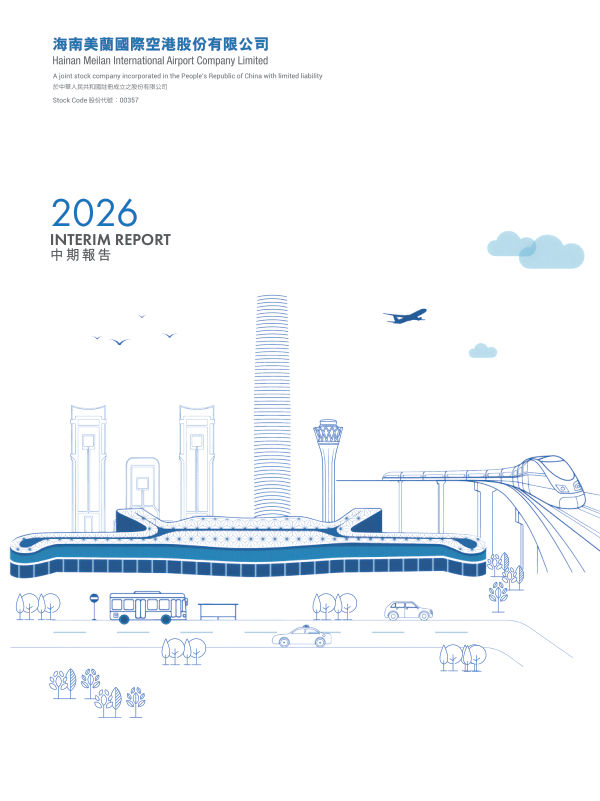 海南美蘭國際空港股份有限公司
Hainan Meilan International Airport Company Limited
A joint stock company incorporated in the People's Republic of China with limited liability
於中華人民共和國註冊成立之股份有限公司
Stock Code 股份代號：00357
2026
INTERIM REPORT
中期報告